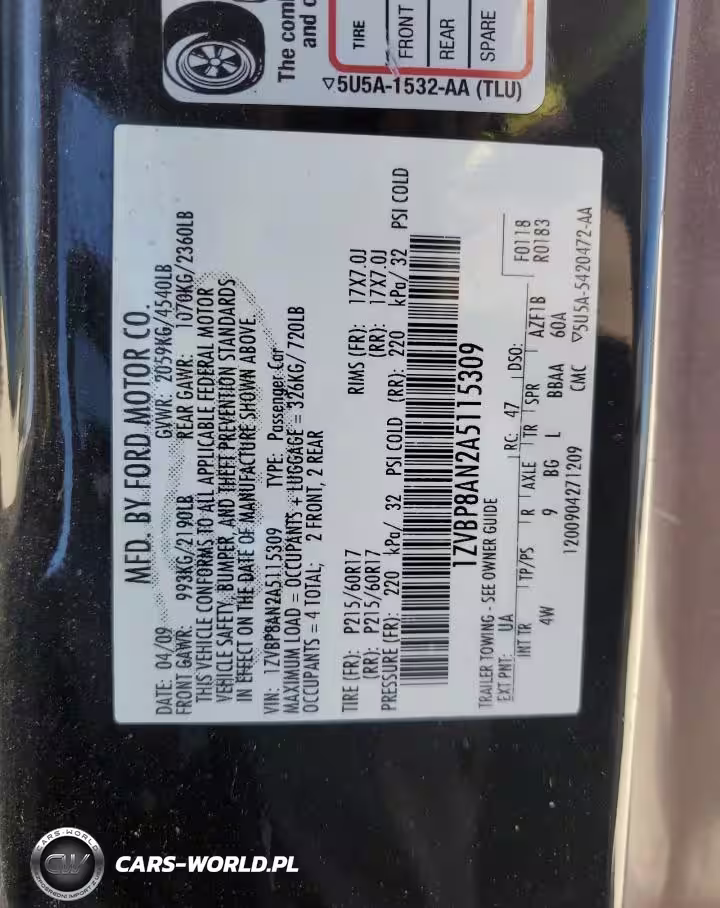 The comb
and c
TIRE
FRONT
REAR
SPARE
▽5U5A-1532-AA (TLU)
MFD. BY FORD MOTOR CO.
DATE: 04/09 GVWR: 2059KG/4540LB
FRONT GAWR: 993KG/2190LB REAR GAWR: 1070KG/2360LB
THIS VEHICLE CONFORMS TO ALL APPLICABLE FEDERAL MOTOR
VEHICLE SAFETY, BUMPER, AND THEFT PREVENTION STANDARDS
IN EFFECT ON THE DATE OF MANUFACTURE SHOWN ABOVE.
VIN: 1ZVBP8AN2A5115309 TYPE: Passenger Car
MAXIMUM LOAD = OCCUPANTS + LUGGAGE = 326KG/720LB
OCCUPANTS = 4 TOTAL; 2 FRONT, 2 REAR
TIRE (FR): P215/60R17 RIMS (FR): 17X7.0J
(RR): P215/60R17 (RR): 17X7.0J
PRESSURE (FR): 220 kPa/ 32 PSI COLD (RR): 220 kPa/ 32 PSI COLD
1ZVBP8AN2A5115309
TRAILER TOWING - SEE OWNER GUIDE
EXT PNT: UA RC: 47 DSO: F0118
R0183
INT TR TP/PS R AXLE TR SPR AZF1B
4W 9 BG L BBAA 60A
1200904271209 CMC ▽5U5A-5420472-AA
CARS-WORLD
CW
CARS-WORLD.PL